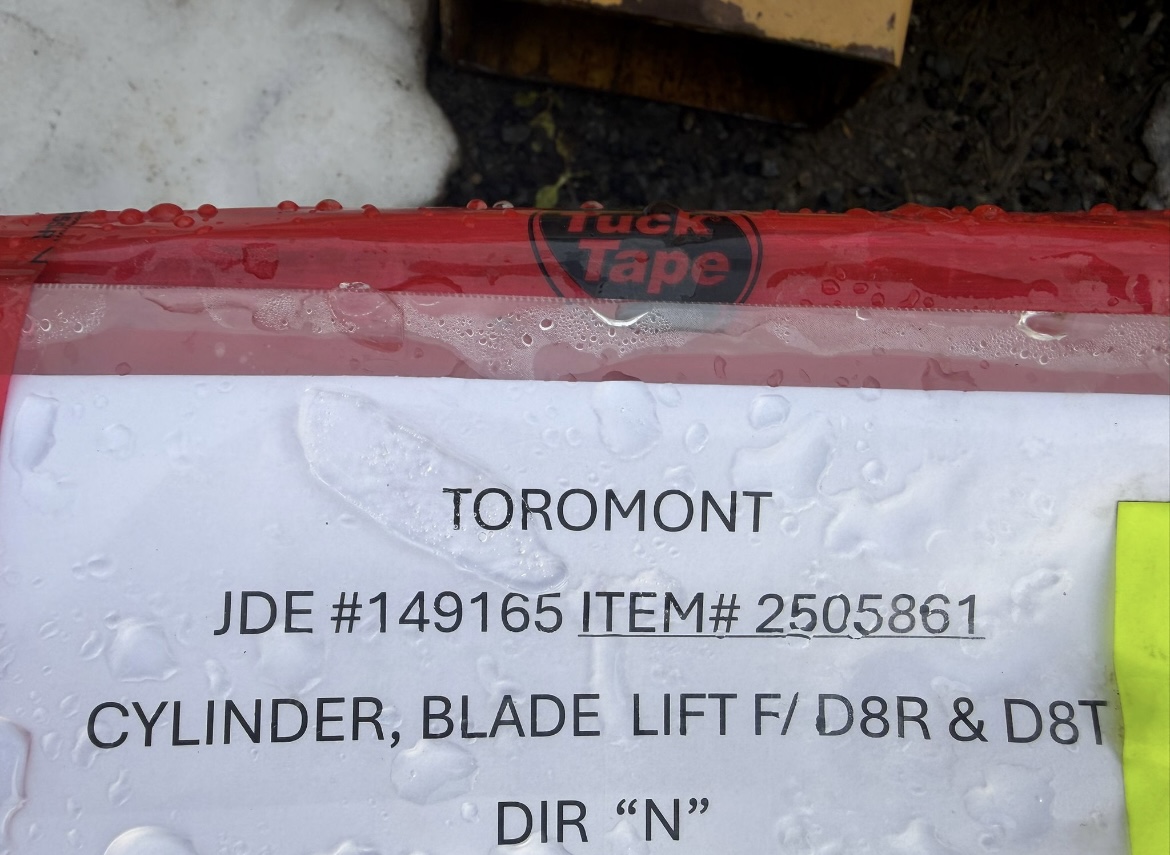 Tuck
Tape
TOROMONT
JDE #149165 ITEM# 2505861
CYLINDER, BLADE LIFT F/ D8R & D8T
DIR “N”